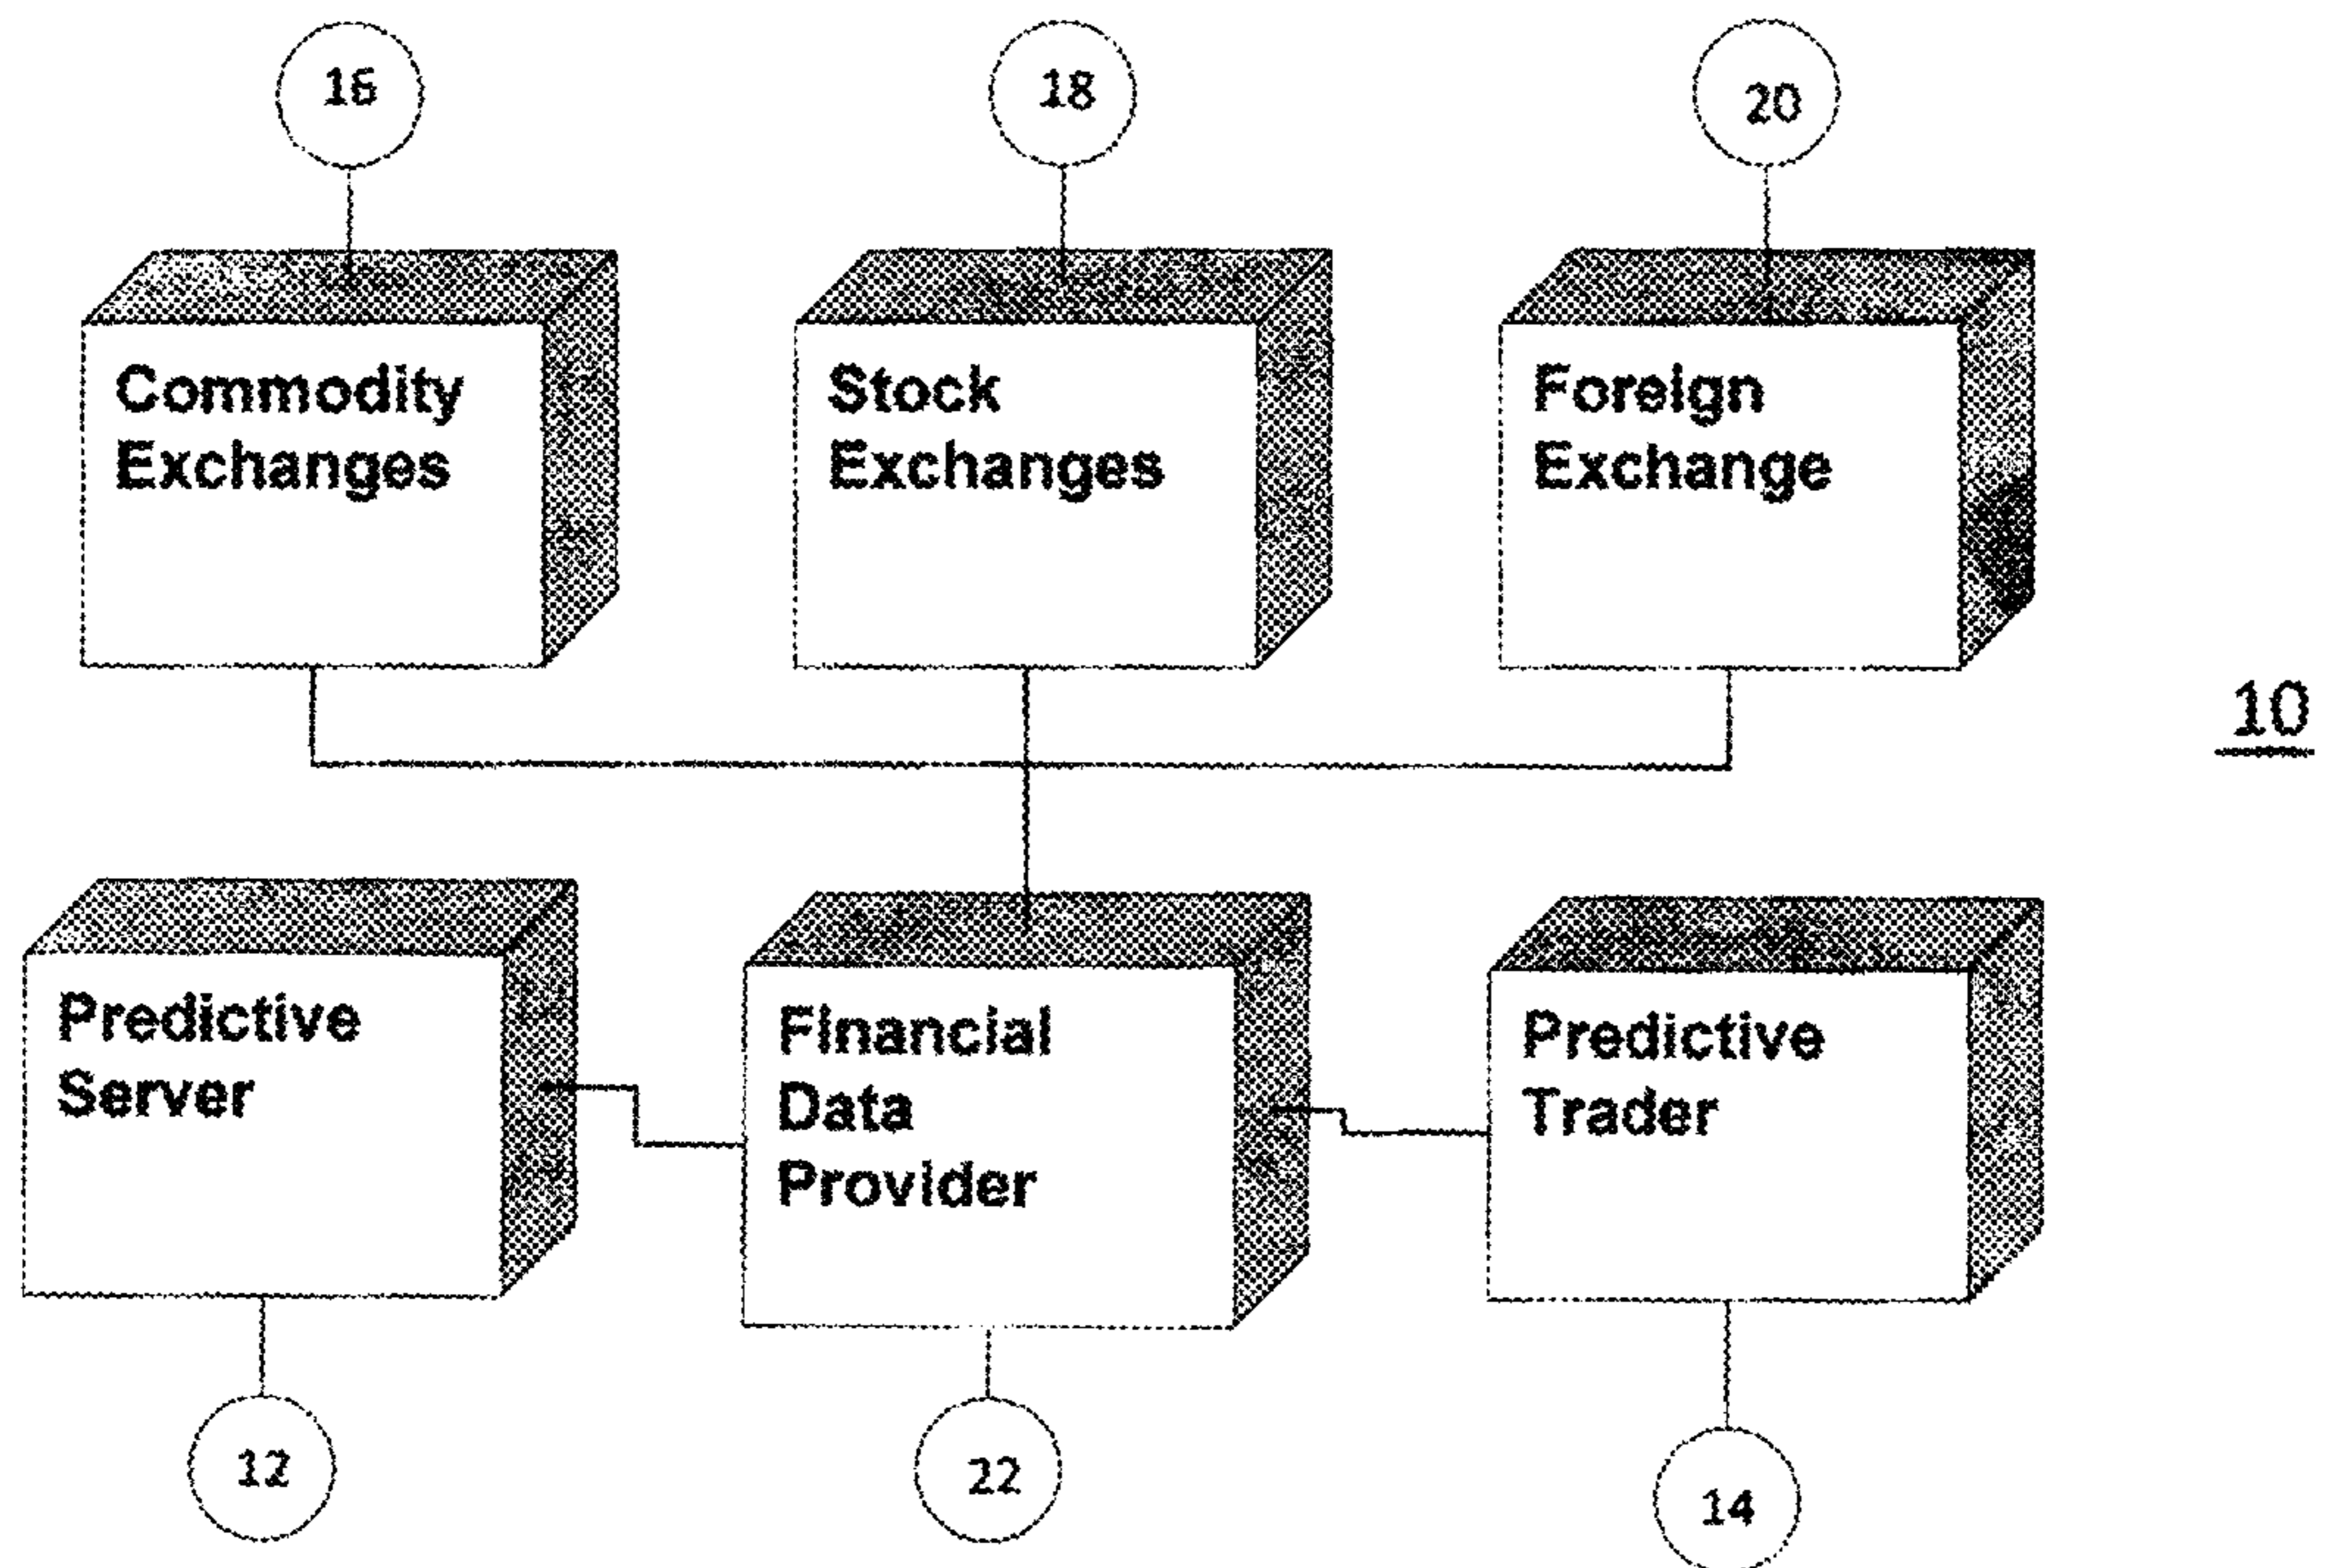 16
18
20
Commodity
Exchanges
Stock
Exchanges
Foreign
Exchange
10
Predictive
Server
Financial
Data
Provider
Predictive
Trader
12
22
14